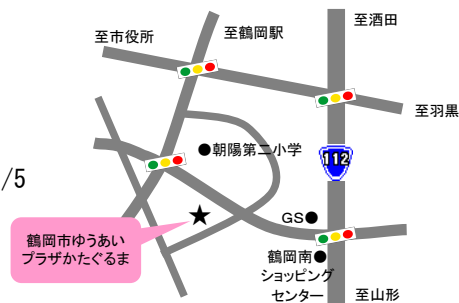 至酒田
至鶴岡駅
至市役所
至羽黒
朝陽第二小学
112
/5
GS
鶴岡市ゆうあい
プラザかたぐるま
鶴岡南
ショッピング
センター
至山形